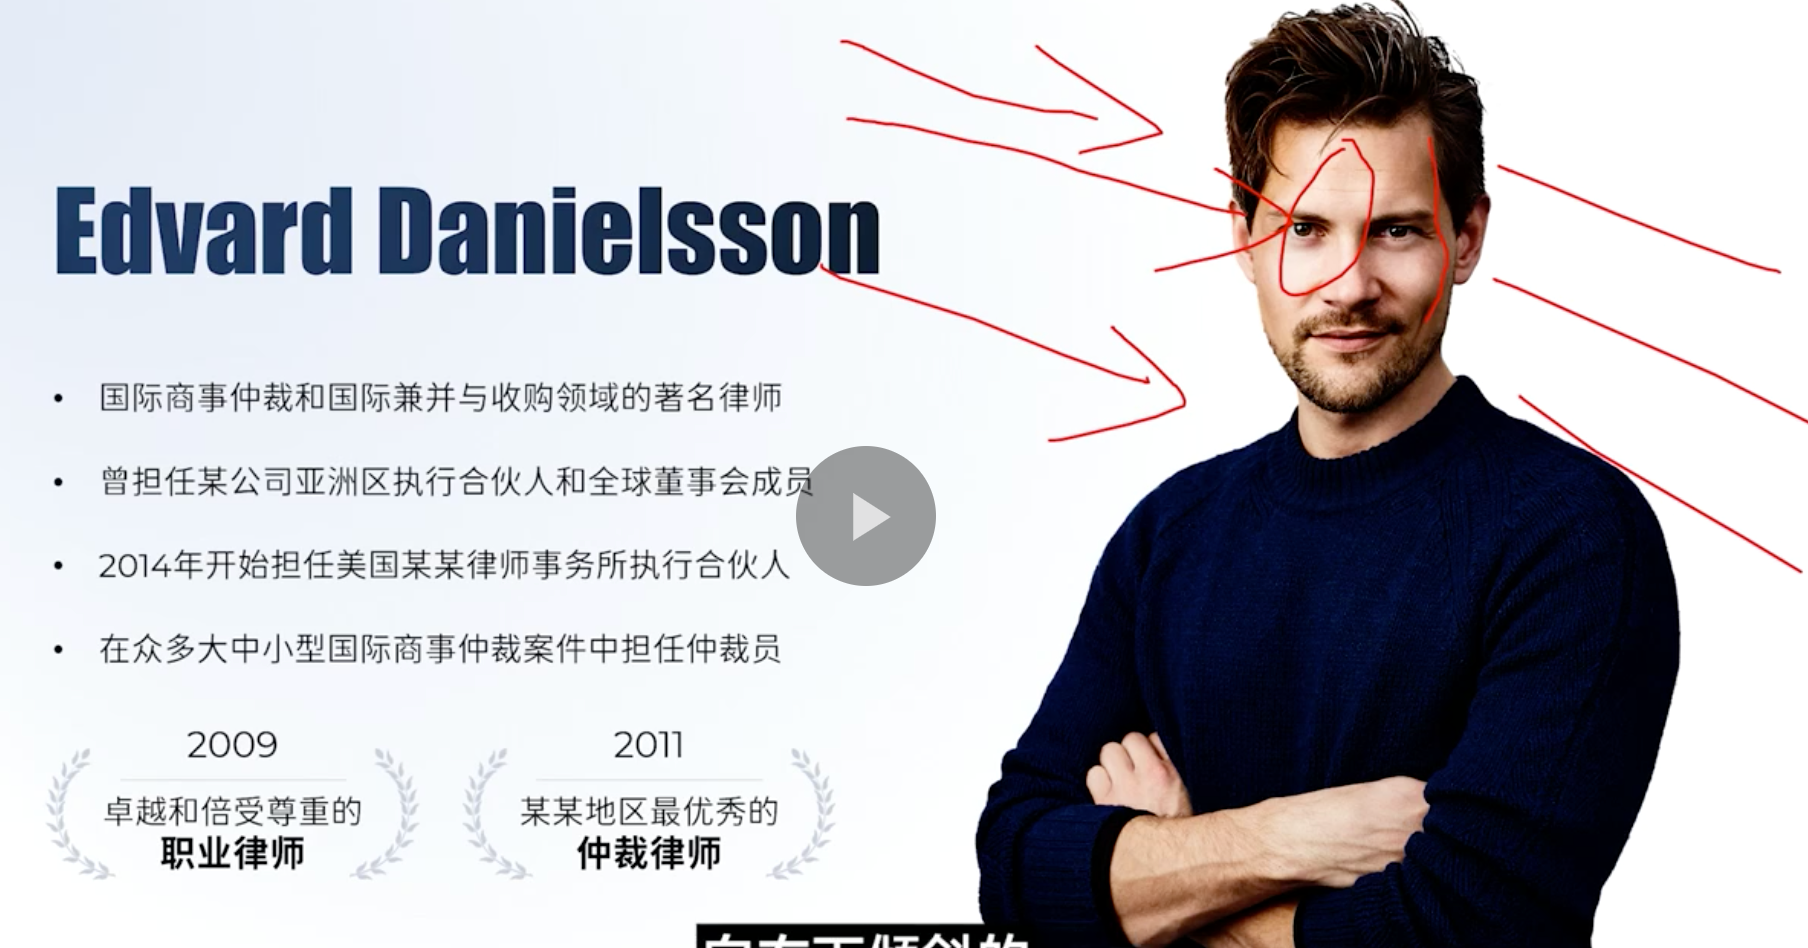 Edvard Danielsson
• 国际商事仲裁和国际兼并与收购领域的著名律师
• 曾担任某公司亚洲区执行合伙人和全球董事会成员
• 2014年开始担任美国某某律师事务所执行合伙人
• 在众多大中小型国际商事仲裁案件中担任仲裁员
2009
卓越和倍受尊重的
职业律师
2011
某某地区最优秀的
仲裁律师